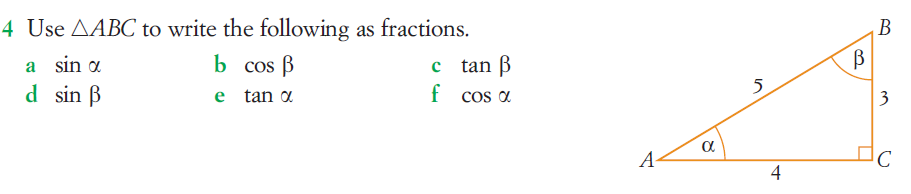 4 Use △ABC to write the following as fractions.
a sin α b cos β c tan β
d sin β e tan α f cos α
B
β
5
3
α
A
C
4